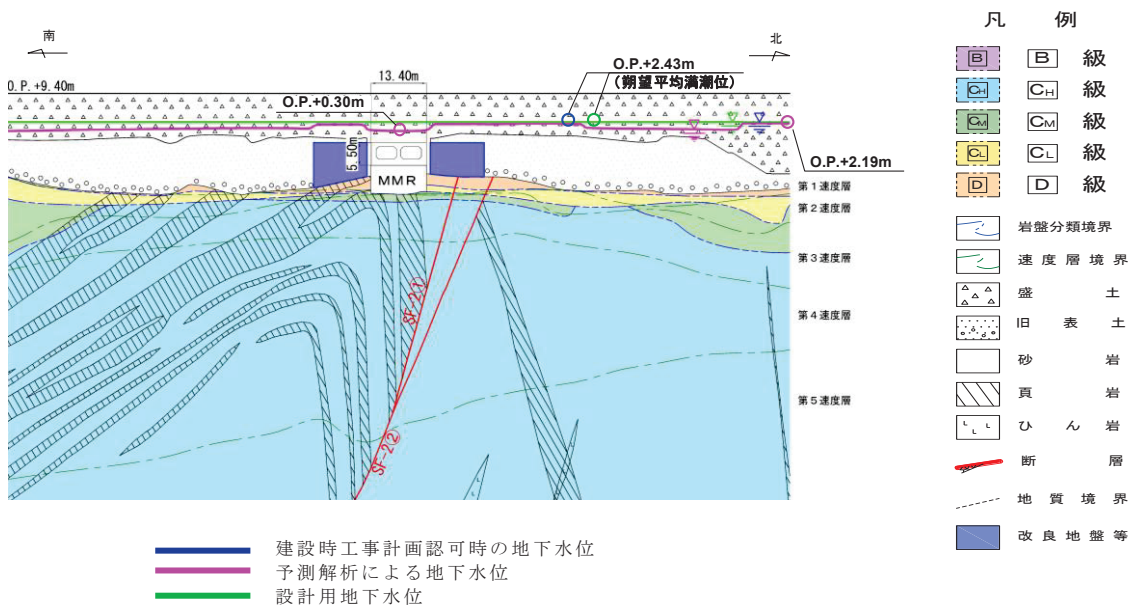 南
北
O.P.+9.40m
13.40m
O.P.+2.43m
(朔望平均満潮位)
O.P.+0.30m
O.P.+2.19m
5.50m
MMR
SF-2①
SF-2②
第1速度層
第2速度層
第3速度層
第4速度層
第5速度層
凡 例
B B 級
CH CH 級
CM CM 級
CL CL 級
D D 級
岩盤分類境界
速度層境界
盛土
旧表土
砂岩
頁岩
ひん岩
断層
地質境界
改良地盤等
建設時工事計画認可時の地下水位
予測解析による地下水位
設計用地下水位